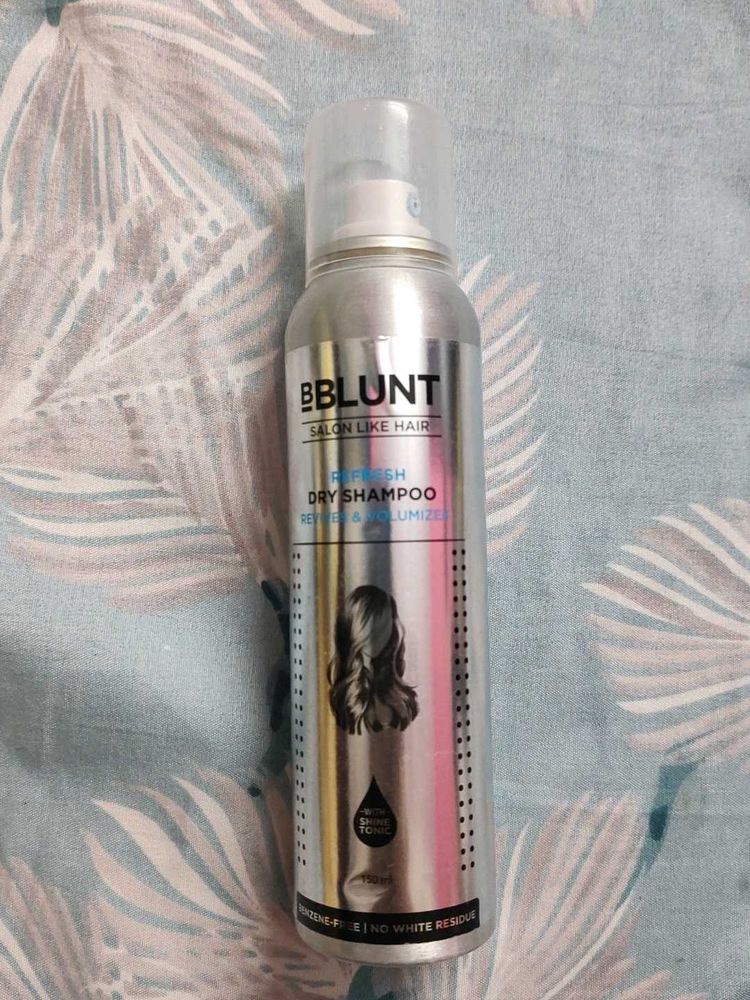 BBLUNT
SALON LIKE HAIR
REFRESH
DRY SHAMPOO
REVIVES & VOLUMIZES
-WITH-
SHINE
TONIC
150 ml
BENZENE-FREE | NO WHITE RESIDUE